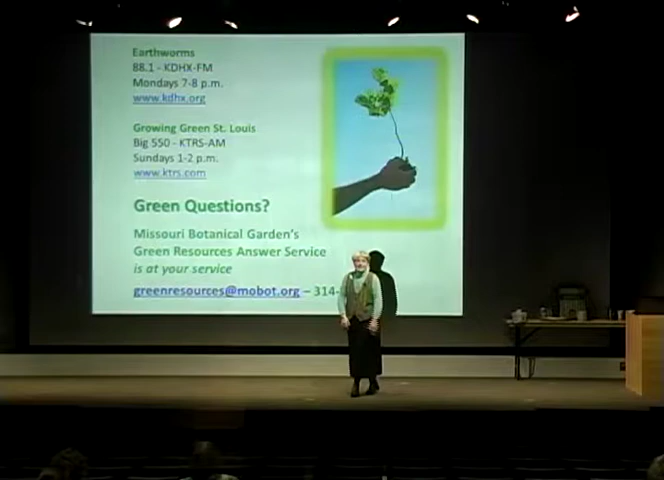 Earthworms
88.1 - KDHX-FM
Mondays 7-8 p.m.
www.kdhx.org
Growing Green St. Louis
Big 550 - KTRS-AM
Sundays 1-2 p.m.
www.ktrs.com
Green Questions?
Missouri Botanical Garden's
Green Resources Answer Service
is at your service
greenresources@mobot.org – 314-